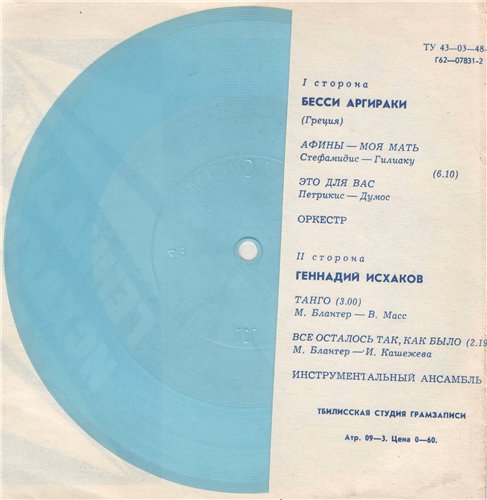 ТУ 43—03—48-
Г62—07831-2
I сторона
БЕССИ АРГИРАКИ
(Греция)
АФИНЫ — МОЯ МАТЬ
Стефамидис — Гилиаку
(6.10)
ЭТО ДЛЯ ВАС
Петрикис — Думос
ОРКЕСТР
II сторона
ГЕННАДИЙ ИСХАКОВ
ТАНГО (3.00)
М. Блантер — В. Масс
ВСЕ ОСТАЛОСЬ ТАК, КАК БЫЛО (2.19
М. Блантер — И. Кашежева
ИНСТРУМЕНТАЛЬНЫЙ АНСАМБЛЬ
ТБИЛИССКАЯ СТУДИЯ ГРАМЗАПИСИ
Атр. 09—3. Цена 0—60.